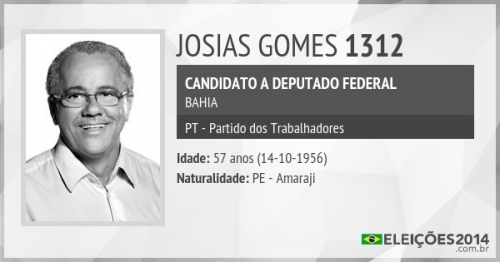 JOSIAS GOMES 1312
CANDIDATO A DEPUTADO FEDERAL
BAHIA
PT - Partido dos Trabalhadores
Idade: 57 anos (14-10-1956)
Naturalidade: PE - Amaraji
ELEIÇÕES2014
.com.br